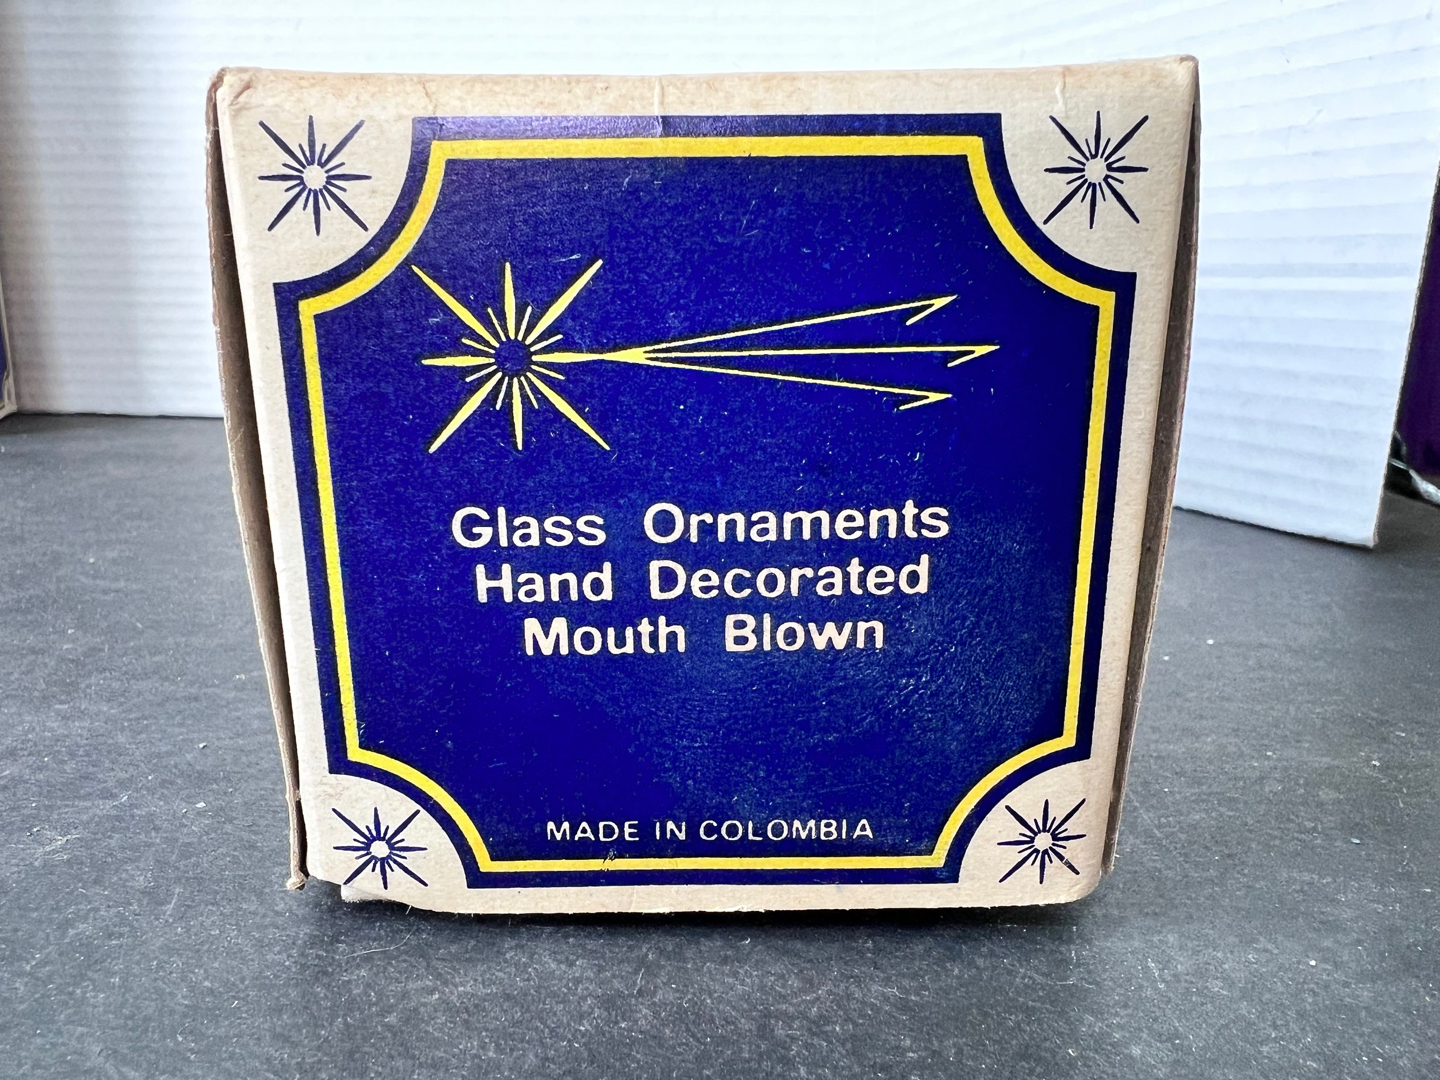 Glass Ornaments
Hand Decorated
Mouth Blown
MADE IN COLOMBIA